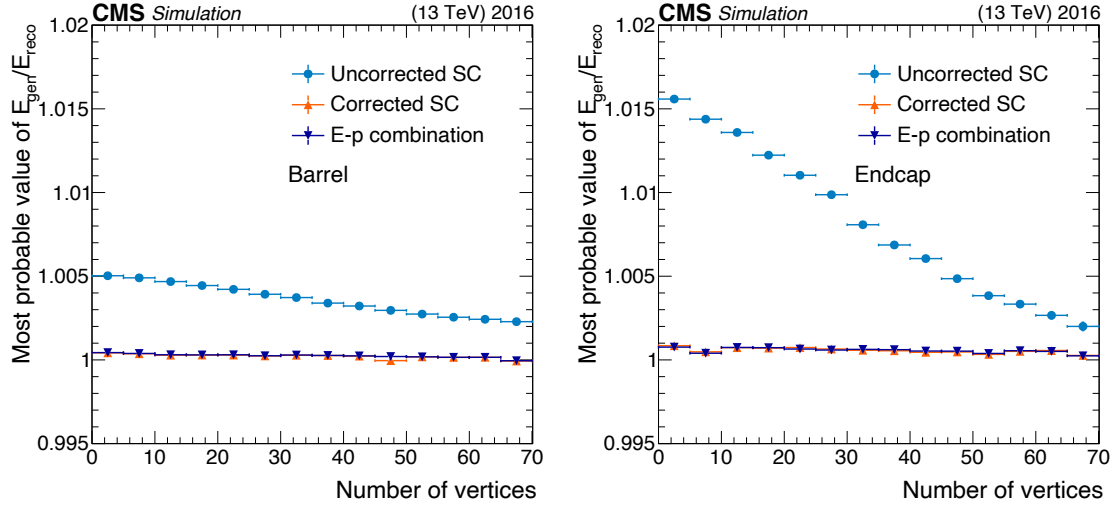 CMS Simulation (13 TeV) 2016
Most probable value of E_gen/E_reco
1.02
1.015
1.01
1.005
1
0.995
Uncorrected SC
Corrected SC
E-p combination
Barrel
0 10 20 30 40 50 60 70
Number of vertices
CMS Simulation (13 TeV) 2016
Most probable value of E_gen/E_reco
1.02
1.015
1.01
1.005
1
0.995
Uncorrected SC
Corrected SC
E-p combination
Endcap
0 10 20 30 40 50 60 70
Number of vertices